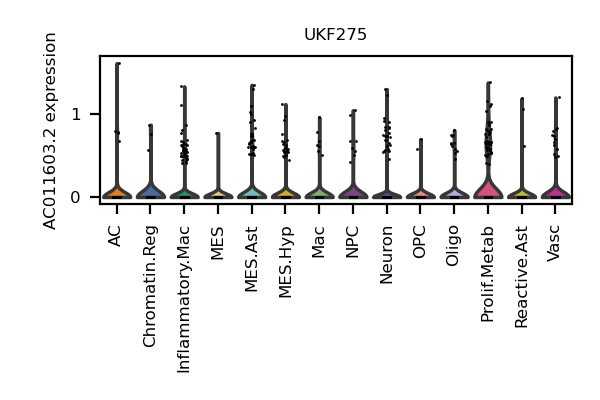 UKF275
AC011603.2 expression
1
0
AC
Chromatin.Reg
Inflammatory.Mac
MES
MES.Ast
MES.Hyp
Mac
NPC
Neuron
OPC
Oligo
Prolif.Metab
Reactive.Ast
Vasc